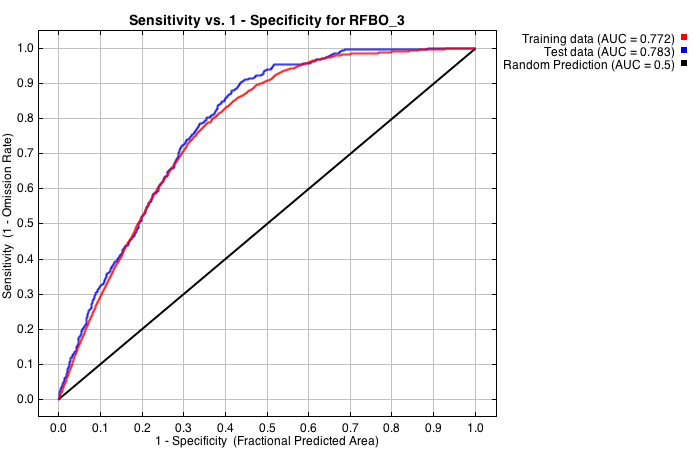 Sensitivity vs. 1 - Specificity for RFBO_3
Training data (AUC = 0.772)
Test data (AUC = 0.783)
Random Prediction (AUC = 0.5)
Sensitivity (1 - Omission Rate)
1.0
0.9
0.8
0.7
0.6
0.5
0.4
0.3
0.2
0.1
0.0
0.0 0.1 0.2 0.3 0.4 0.5 0.6 0.7 0.8 0.9 1.0
1 - Specificity (Fractional Predicted Area)